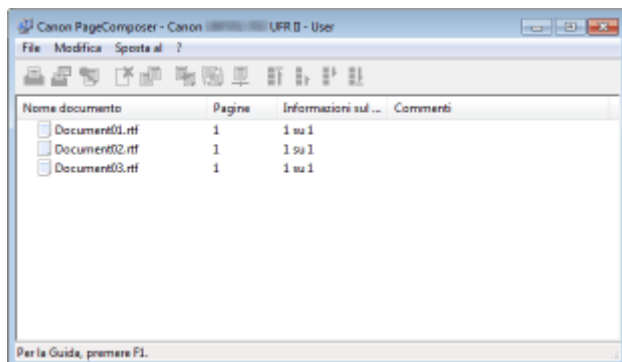 Canon PageComposer - Canon UFR II - User
File Modifica Sposta al ?
Nome documento Pagine Informazioni sul ... Commenti
Document01.rtf 1 1 su 1
Document02.rtf 1 1 su 1
Document03.rtf 1 1 su 1
Per la Guida, premere F1.